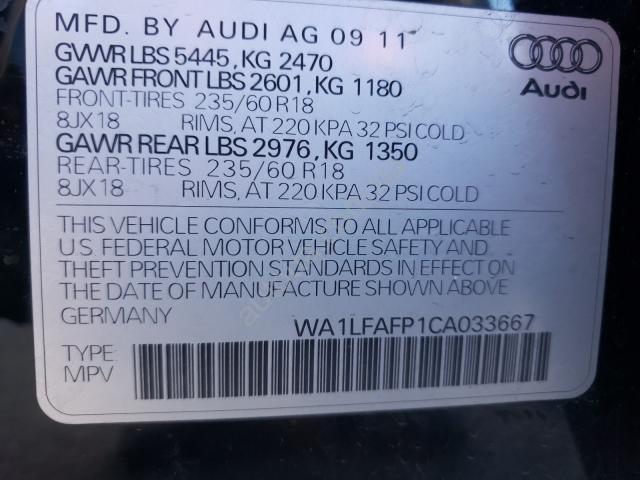 MFD. BY AUDI AG 09 11
GVWR LBS 5445, KG 2470
GAWR FRONT LBS 2601, KG 1180
FRONT-TIRES 235/60 R18
8JX18 RIMS, AT 220 KPA 32 PSI COLD
GAWR REAR LBS 2976, KG 1350
REAR-TIRES 235/60 R18
8JX18 RIMS, AT 220 KPA 32 PSI COLD
Audi
THIS VEHICLE CONFORMS TO ALL APPLICABLE
U.S. FEDERAL MOTOR VEHICLE SAFETY AND
THEFT PREVENTION STANDARDS IN EFFECT ON
THE DATE OF MANUFACTURE SHOWN ABOVE.
GERMANY WA1LFAFP1CA033667
TYPE:
MPV